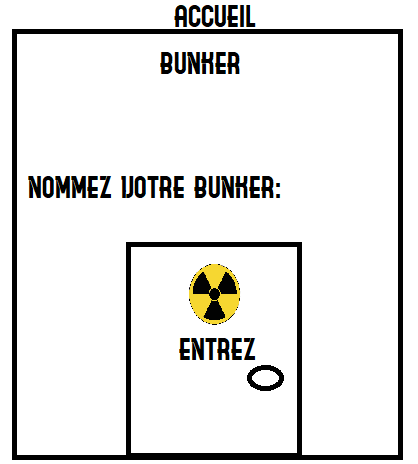 ACCUEIL
BUNKER
NOMMEZ VOTRE BUNKER:
ENTREZ